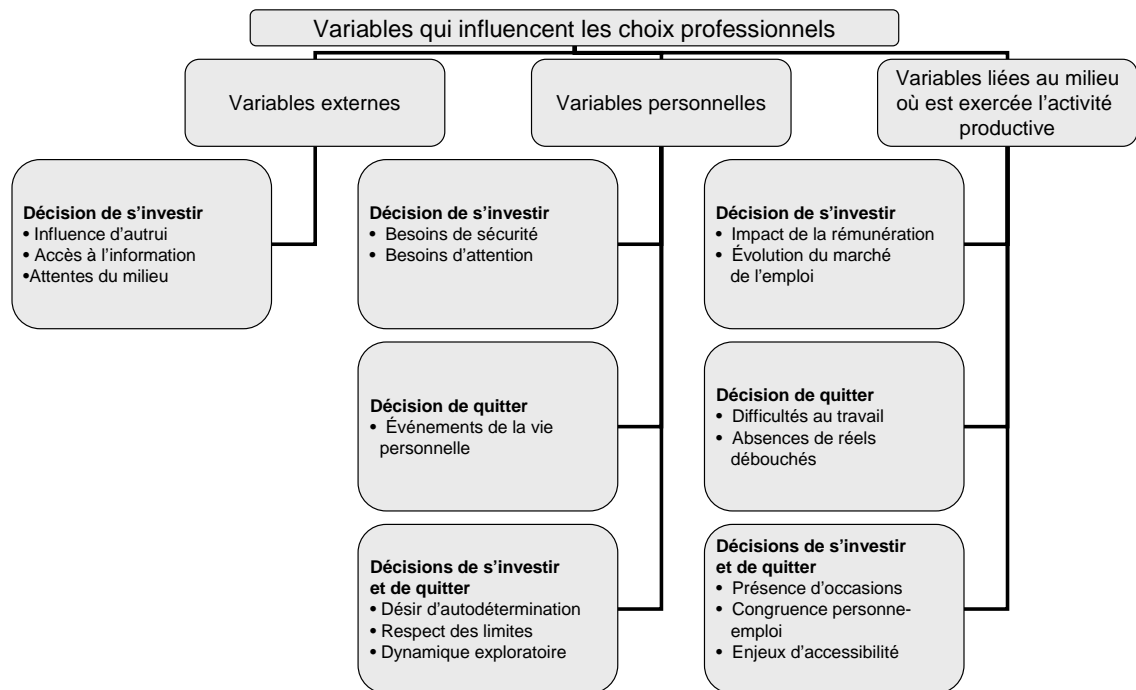 Variables qui influencent les choix professionnels
Variables externes
Variables personnelles
Variables liées au milieu
où est exercée l’activité
productive
Décision de s’investir
• Influence d’autrui
• Accès à l’information
•Attentes du milieu
Décision de s’investir
• Besoins de sécurité
• Besoins d’attention
Décision de s’investir
• Impact de la rémunération
• Évolution du marché
de l’emploi
Décision de quitter
• Événements de la vie
personnelle
Décision de quitter
• Difficultés au travail
• Absences de réels
débouchés
Décisions de s’investir
et de quitter
• Désir d’autodétermination
• Respect des limites
• Dynamique exploratoire
Décisions de s’investir
et de quitter
• Présence d’occasions
• Congruence personne-
emploi
• Enjeux d’accessibilité